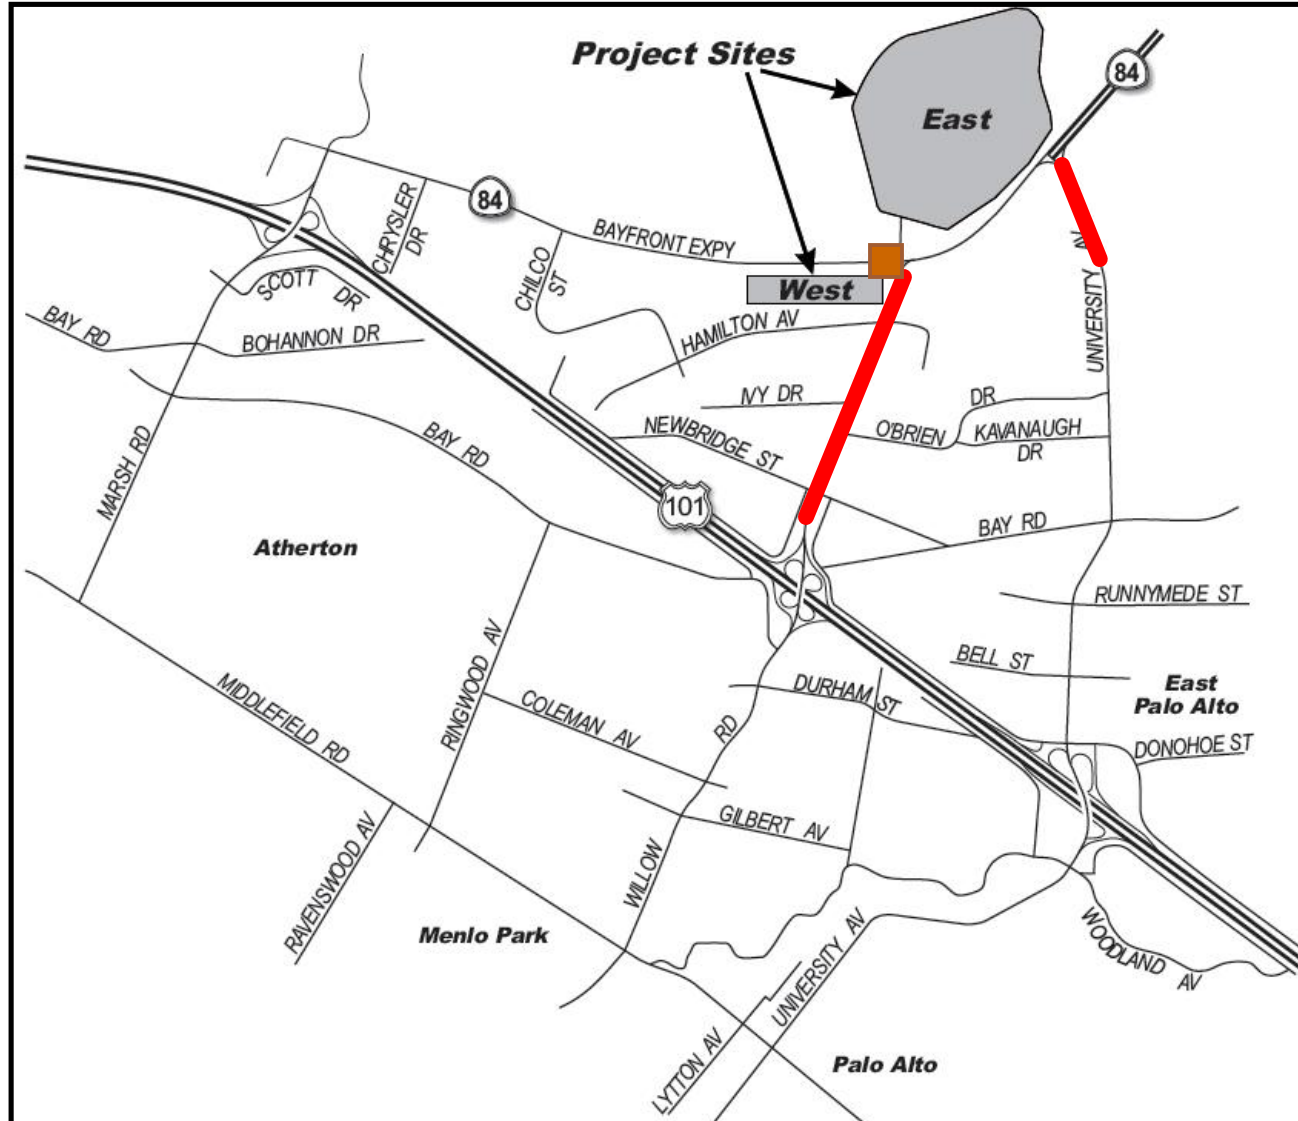 Project Sites
East
84
84
CHRYSLER
DR
BAYFRONT EXPY
AV
UNIVERSITY
West
CHILCO
ST
SCOTT
DR
HAMILTON AV
BAY RD
BOHANNON DR
IVY DR
DR
O'BRIEN
KAVANAUGH
DR
NEWBRIDGE ST
BAY RD
MARSH RD
101
BAY RD
Atherton
RUNNYMEDE ST
RINGWOOD AV
BELL ST
East
Palo Alto
MIDDLEFIELD RD
COLEMAN AV
DURHAM ST
RD
DONOHOE ST
GILBERT AV
RAVENSWOOD AV
WILLOW
Menlo Park
UNIVERSITY AV
WOODLAND AV
LYTTON AV
Palo Alto